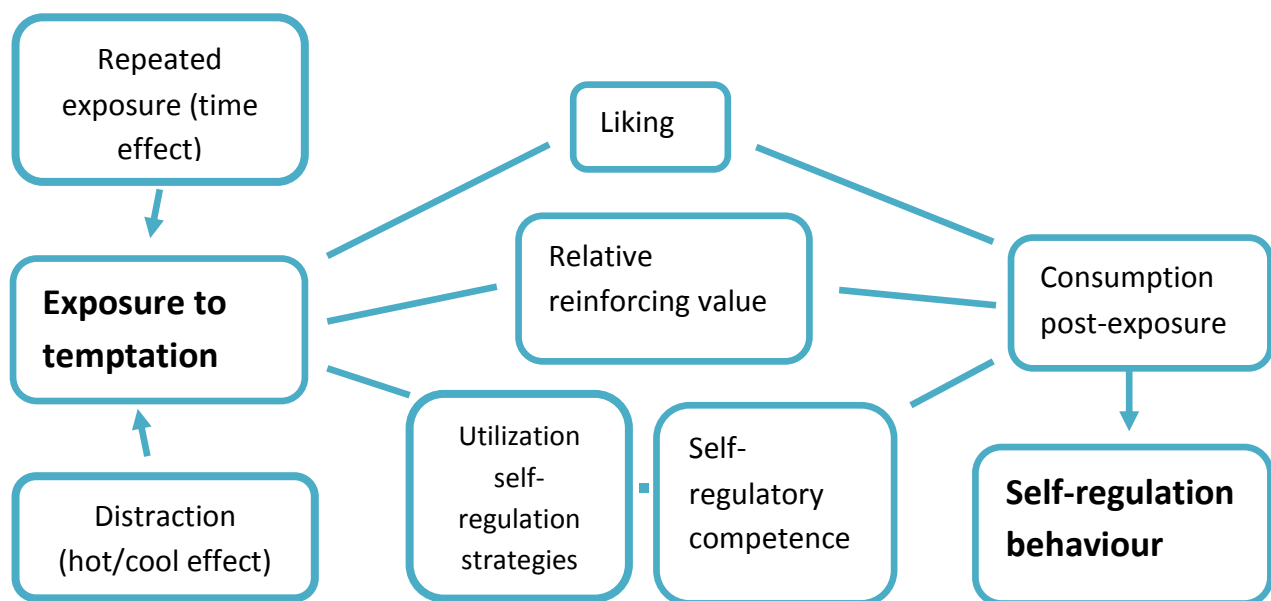 Repeated
exposure (time
effect)
Liking
Relative
reinforcing value
Exposure to
temptation
Consumption
post-exposure
Utilization
self-
regulation
strategies
Self-
regulatory
competence
Distraction
(hot/cool effect)
Self-regulation
behaviour